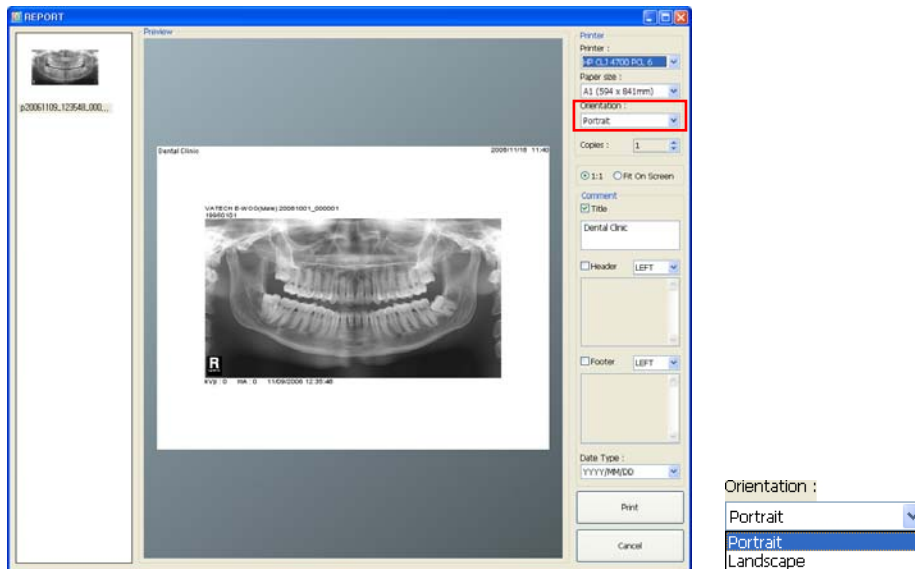 REPORT
p20061109_123548_000...
Preview
Dental Clinic
2006/11/16 11:40
VATECH E-WOO(Male) 20061001_000001
19960101
R
kVp : 0 mA : 0 11/09/2006 12:35:48
Printer
Printer :
HP CLJ 4700 PCL 6
Paper size :
A1 (594 x 841mm)
Orientation :
Portrait
Copies :
1
1:1
Fit On Screen
Comment
Title
Dental Clinic
Header
LEFT
Footer
LEFT
Date Type :
YYYY/MM/DD
Print
Cancel
Orientation :
Portrait
Portrait
Landscape